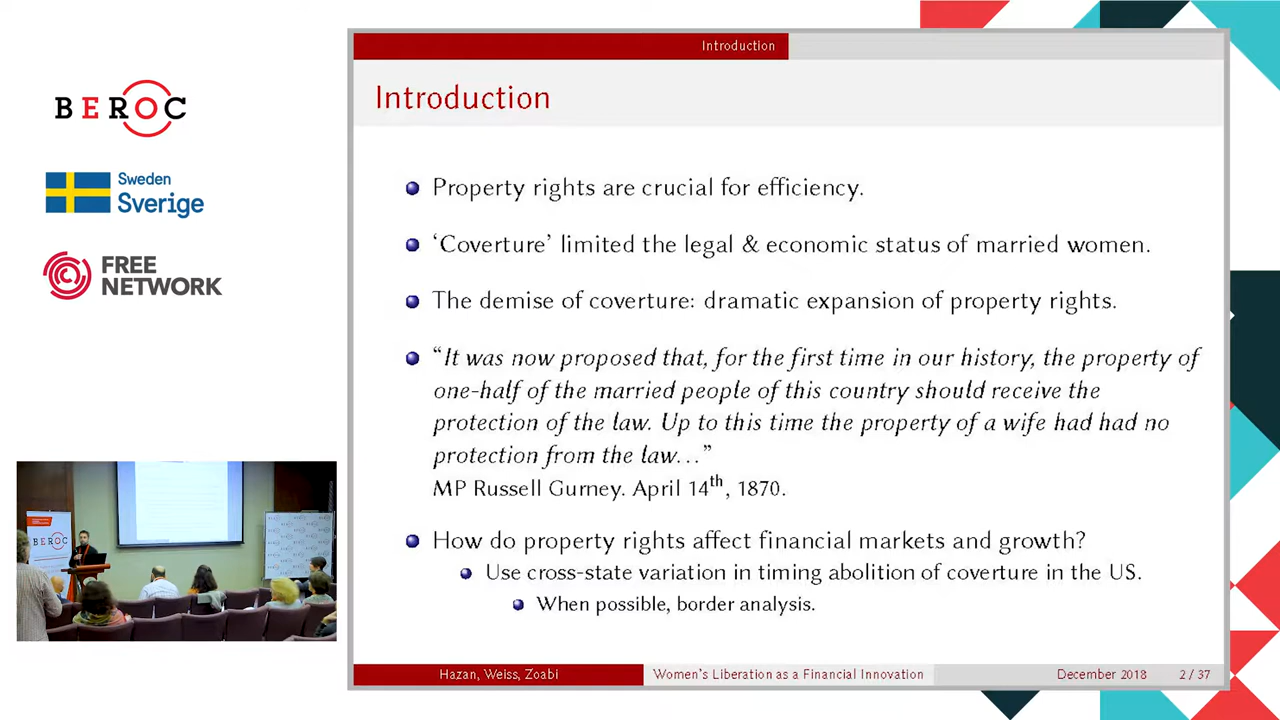 BEROC
Sweden
Sverige
FREE
NETWORK
Introduction
Introduction
Property rights are crucial for efficiency.
‘Coverture’ limited the legal & economic status of married women.
The demise of coverture: dramatic expansion of property rights.
“It was now proposed that, for the first time in our history, the property of
one-half of the married people of this country should receive the
protection of the law. Up to this time the property of a wife had had no
protection from the law…”
MP Russell Gurney. April 14th, 1870.
How do property rights affect financial markets and growth?
Use cross-state variation in timing abolition of coverture in the US.
When possible, border analysis.
BEROC
Hazan, Weiss, Zoabi Women's Liberation as a Financial Innovation December 2018 2 / 37